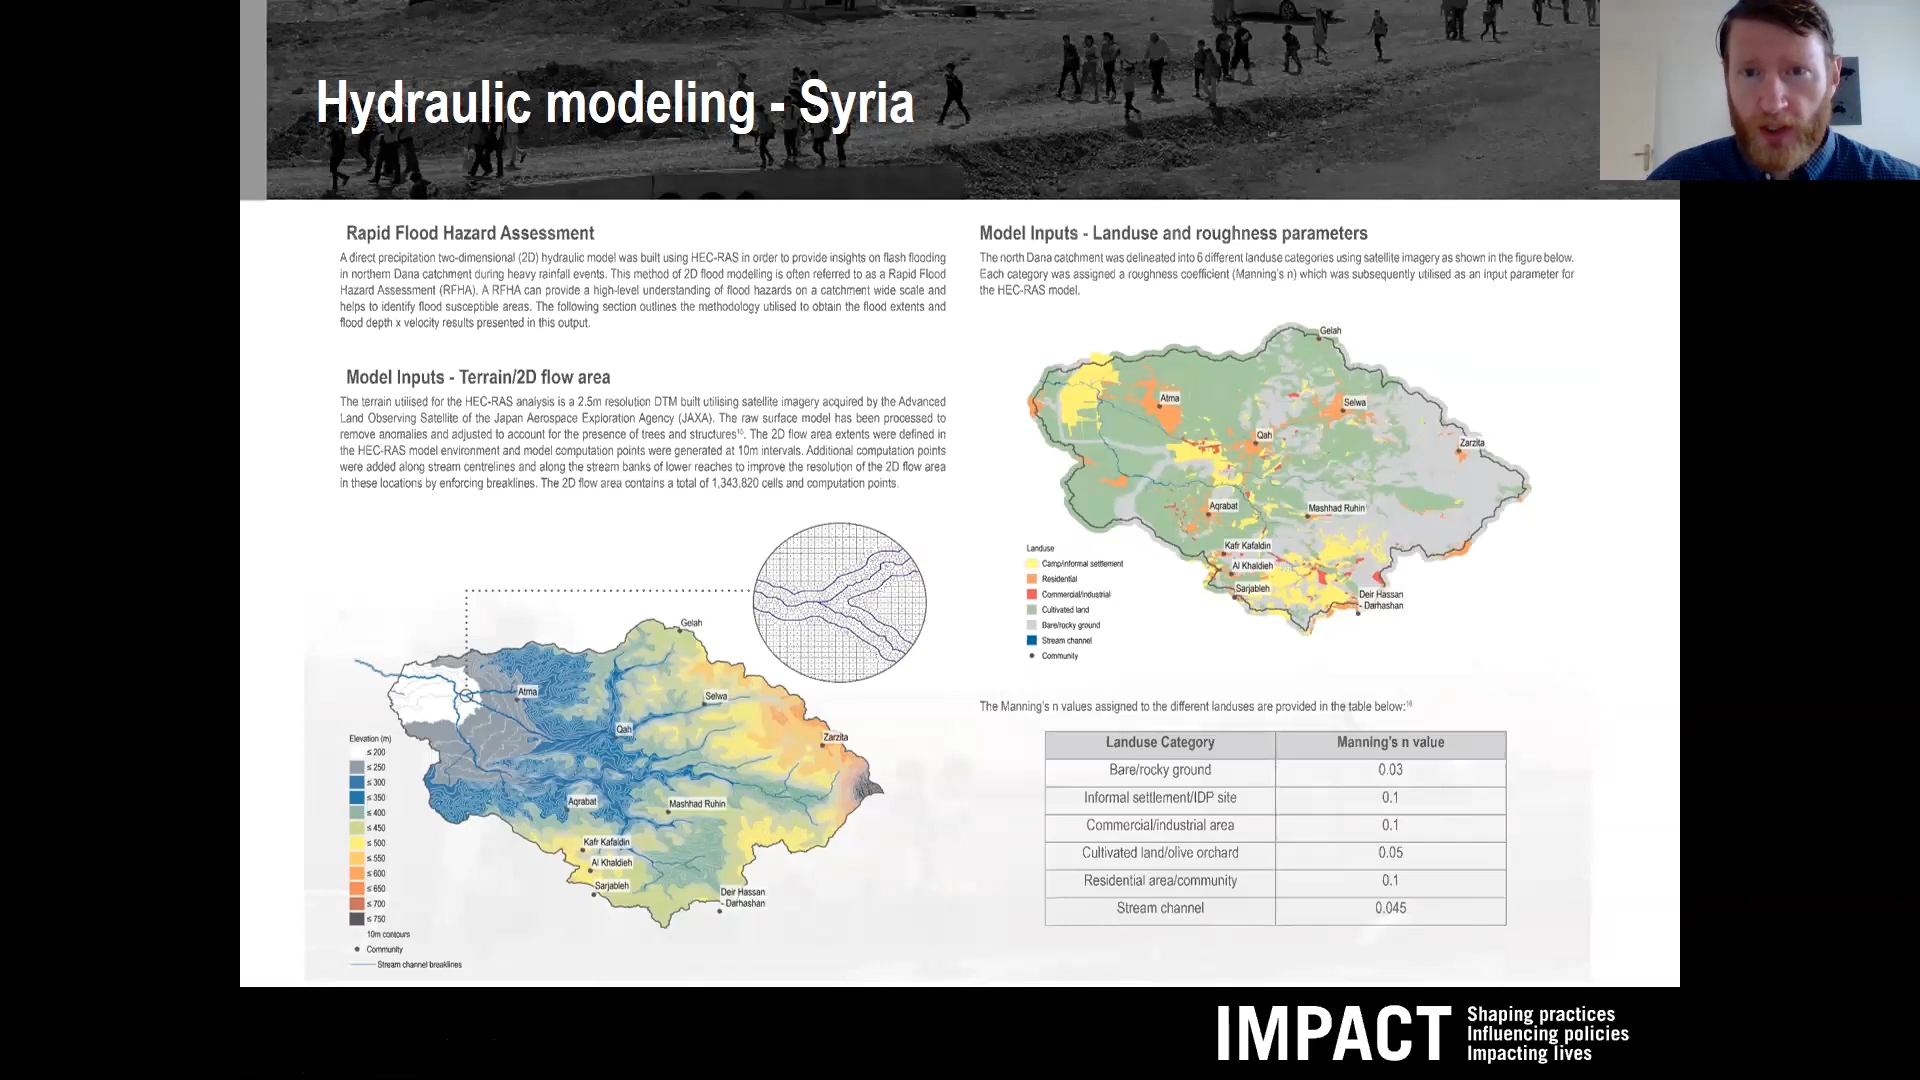 Hydraulic modeling - Syria
Rapid Flood Hazard Assessment
A direct precipitation two-dimensional (2D) hydraulic model was built using HEC-RAS in order to provide insights on flash flooding
in northern Dana catchment during heavy rainfall events. This method of 2D flood modelling is often referred to as a Rapid Flood
Hazard Assessment (RFHA). A RFHA can provide a high-level understanding of flood hazards on a catchment wide scale and
helps to identify flood susceptible areas. The following section outlines the methodology utilised to obtain the flood extents and
flood depth x velocity results presented in this output.
Model Inputs - Terrain/2D flow area
The terrain utilised for the HEC-RAS analysis is a 2.5m resolution DTM built utilising satellite imagery acquired by the Advanced
Land Observing Satellite of the Japan Aerospace Exploration Agency (JAXA). The raw surface model has been processed to
remove anomalies and adjusted to account for the presence of trees and structures¹⁵. The 2D flow area extents were defined in
the HEC-RAS model environment and model computation points were generated at 10m intervals. Additional computation points
were added along stream centrelines and along the stream banks of lower reaches to improve the resolution of the 2D flow area
in these locations by enforcing breaklines. The 2D flow area contains a total of 1,343,820 cells and computation points.
Gelah
Atma
Selwa
Qah
Zarzita
Aqrabat
Mashhad Ruhin
Kafr Kafaldin
Al Khaldieh
Sarjableh
Deir Hassan
- Darhashan
Elevation (m)
≤ 200
≤ 250
≤ 300
≤ 350
≤ 400
≤ 450
≤ 500
≤ 550
≤ 600
≤ 650
≤ 700
≤ 750
10m contours
Community
Stream channel breaklines
Model Inputs - Landuse and roughness parameters
The north Dana catchment was delineated into 6 different landuse categories using satellite imagery as shown in the figure below.
Each category was assigned a roughness coefficient (Manning's n) which was subsequently utilised as an input parameter for
the HEC-RAS model.
Gelah
Atma
Selwa
Qah
Zarzita
Aqrabat
Mashhad Ruhin
Kafr Kafaldin
Al Khaldieh
Sarjableh
Deir Hassan
- Darhashan
Landuse
Camp/informal settlement
Residential
Commercial/industrial
Cultivated land
Bare/rocky ground
Stream channel
Community
The Manning's n values assigned to the different landuses are provided in the table below:¹⁶
Landuse Category Manning's n value
Bare/rocky ground 0.03
Informal settlement/IDP site 0.1
Commercial/industrial area 0.1
Cultivated land/olive orchard 0.05
Residential area/community 0.1
Stream channel 0.045
IMPACT
Shaping practices
Influencing policies
Impacting lives